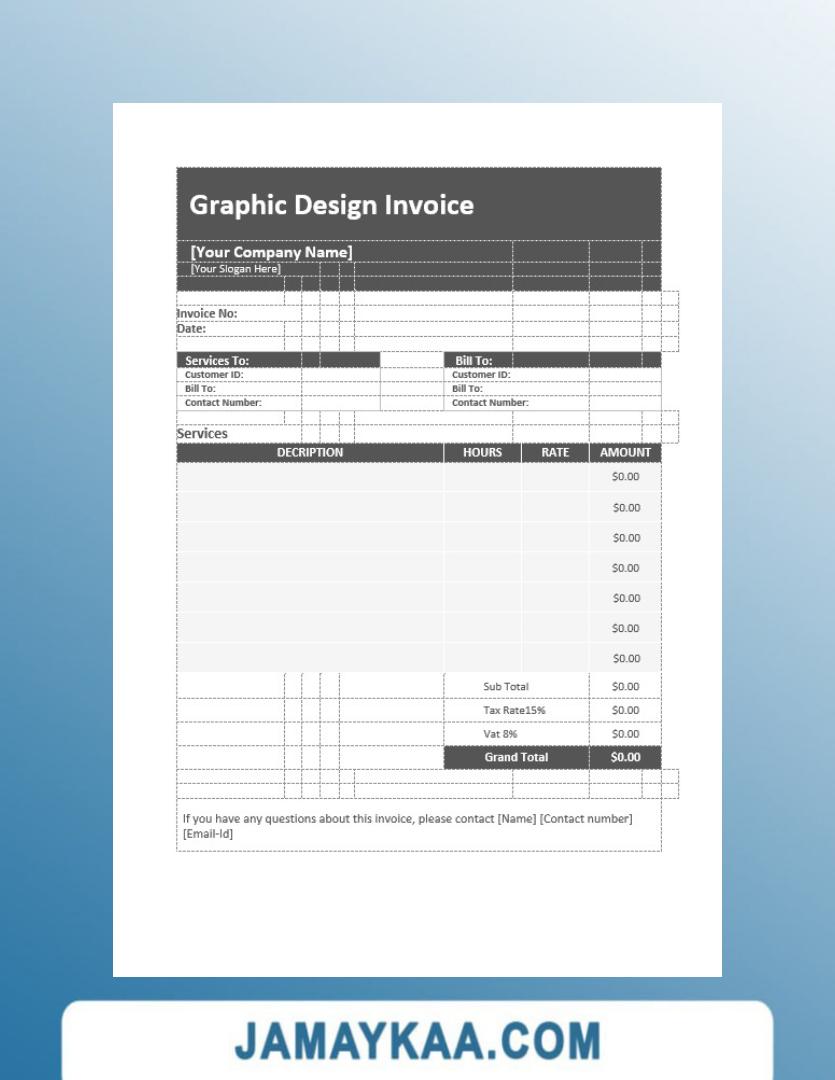 Graphic Design Invoice
[Your Company Name]
[Your Slogan Here]
Invoice No:
Date:
Services To: Bill To:
Customer ID: Customer ID:
Bill To: Bill To:
Contact Number: Contact Number:
Services
DECRIPTION HOURS RATE AMOUNT
$0.00
$0.00
$0.00
$0.00
$0.00
$0.00
$0.00
Sub Total $0.00
Tax Rate15% $0.00
Vat 8% $0.00
Grand Total $0.00
If you have any questions about this invoice, please contact [Name] [Contact number]
[Email-Id]
JAMAYKAA.COM